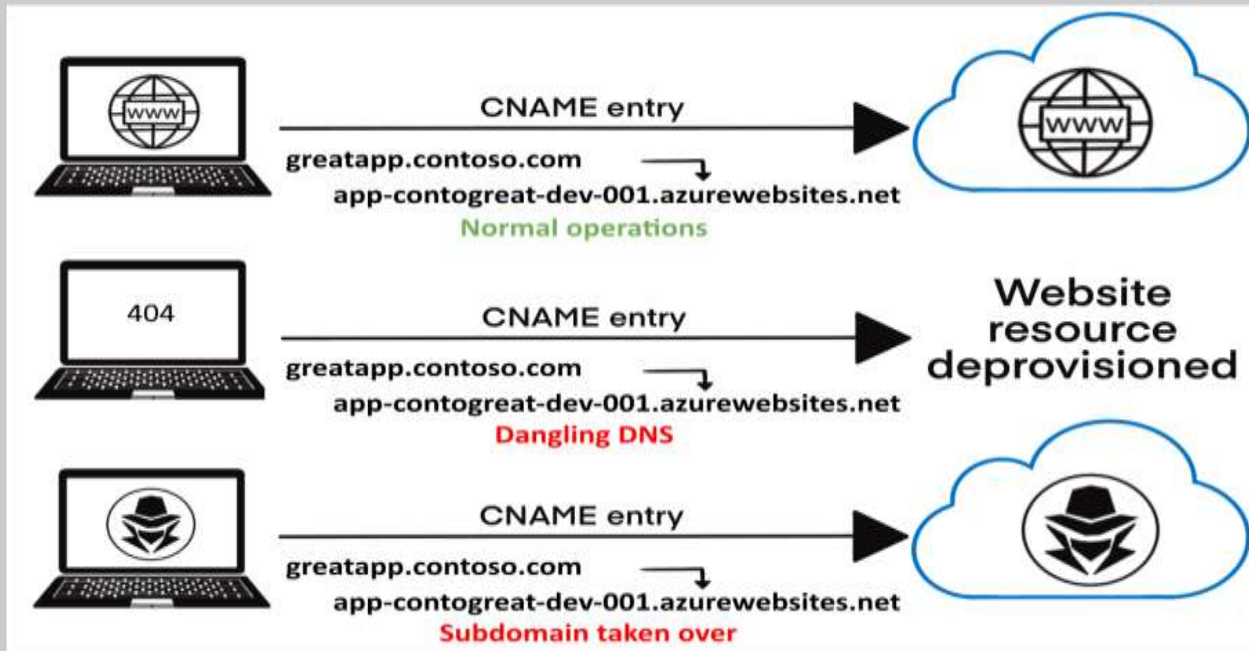 WWW
CNAME entry
WWW
greatapp.contoso.com
app-contogreat-dev-001.azurewebsites.net
Normal operations
404
CNAME entry
Website
resource
deprovisioned
greatapp.contoso.com
app-contogreat-dev-001.azurewebsites.net
Dangling DNS
CNAME entry
greatapp.contoso.com
app-contogreat-dev-001.azurewebsites.net
Subdomain taken over